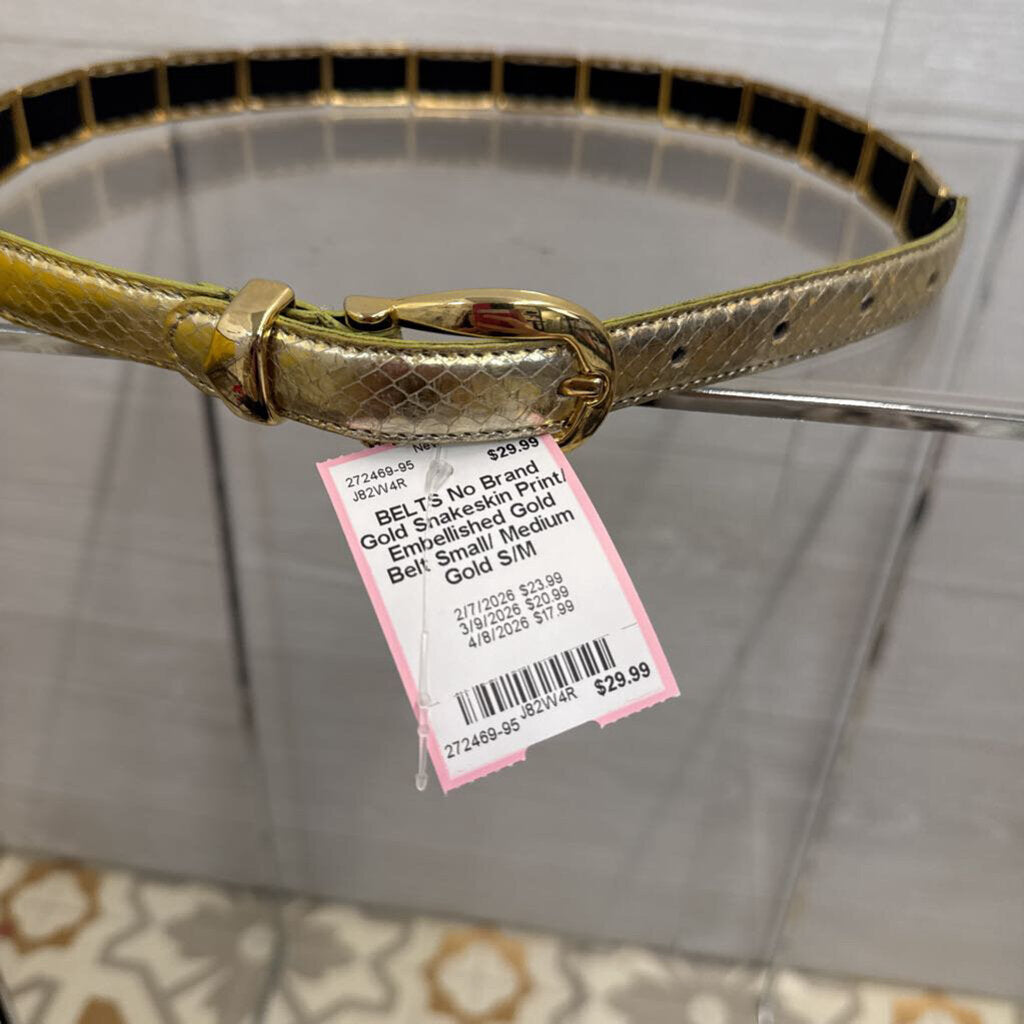 272469-95
$29.99
J82W4R
BELTS No Brand
Gold Snakeskin Print/
Embellished Gold
Belt Small/ Medium
Gold S/M
2/7/2026 $23.99
3/9/2026 $20.99
4/8/2026 $17.99
272469-95 J82W4R $29.99